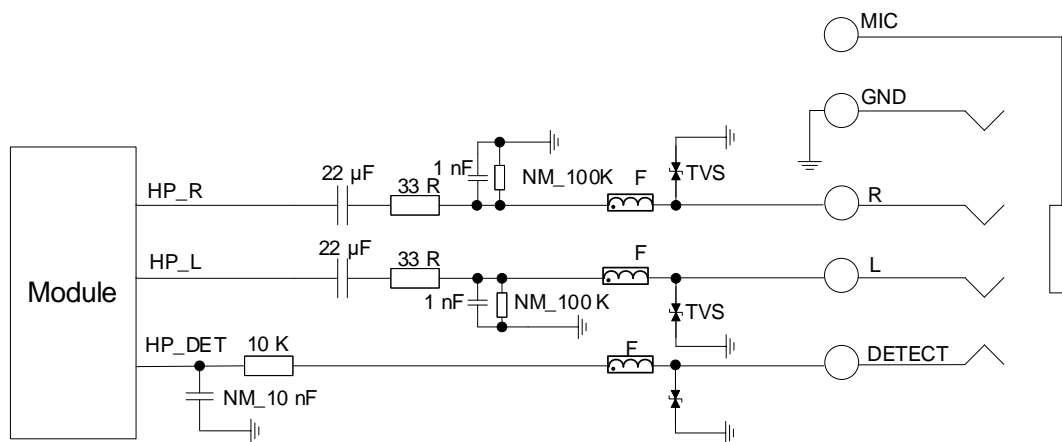 MIC
GND
1 nF
NM_100K
F
TVS
22 µF
33 R
HP_R
R
Module
HP_L
22 µF
33 R
1 nF
NM_100 K
F
TVS
L
HP_DET
10 K
NM_10 nF
F
DETECT